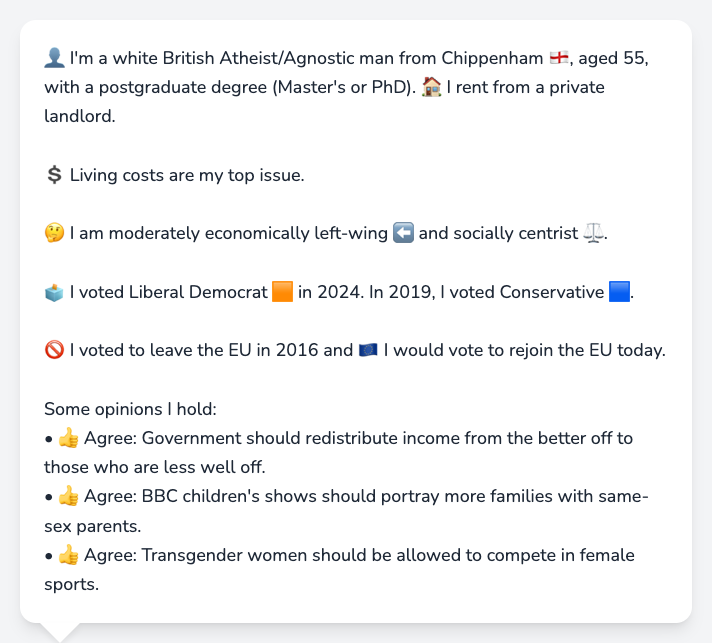 👤 I'm a white British Atheist/Agnostic man from Chippenham 🏴󠁧󠁢󠁥󠁮󠁧󠁿, aged 55,
with a postgraduate degree (Master's or PhD). 🏠 I rent from a private
landlord.
💲 Living costs are my top issue.
🤔 I am moderately economically left-wing ⬅️ and socially centrist ⚖️.
🗳️ I voted Liberal Democrat 🟧 in 2024. In 2019, I voted Conservative 🟦.
🚫 I voted to leave the EU in 2016 and 🇪🇺 I would vote to rejoin the EU today.
Some opinions I hold:
• 👍 Agree: Government should redistribute income from the better off to
those who are less well off.
• 👍 Agree: BBC children's shows should portray more families with same-
sex parents.
• 👍 Agree: Transgender women should be allowed to compete in female
sports.